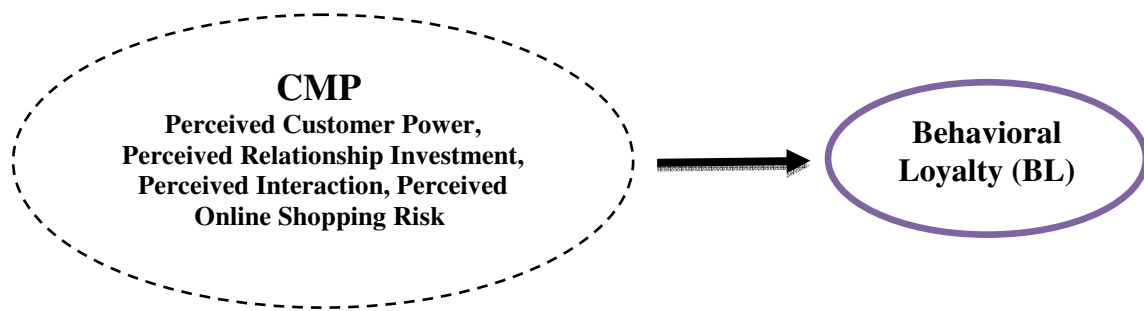 CMP
Perceived Customer Power,
Perceived Relationship Investment,
Perceived Interaction, Perceived
Online Shopping Risk
Behavioral
Loyalty (BL)